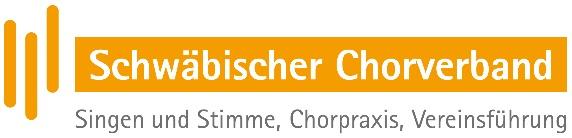 Schwäbischer Chorverband
Singen und Stimme, Chorpraxis, Vereinsführung